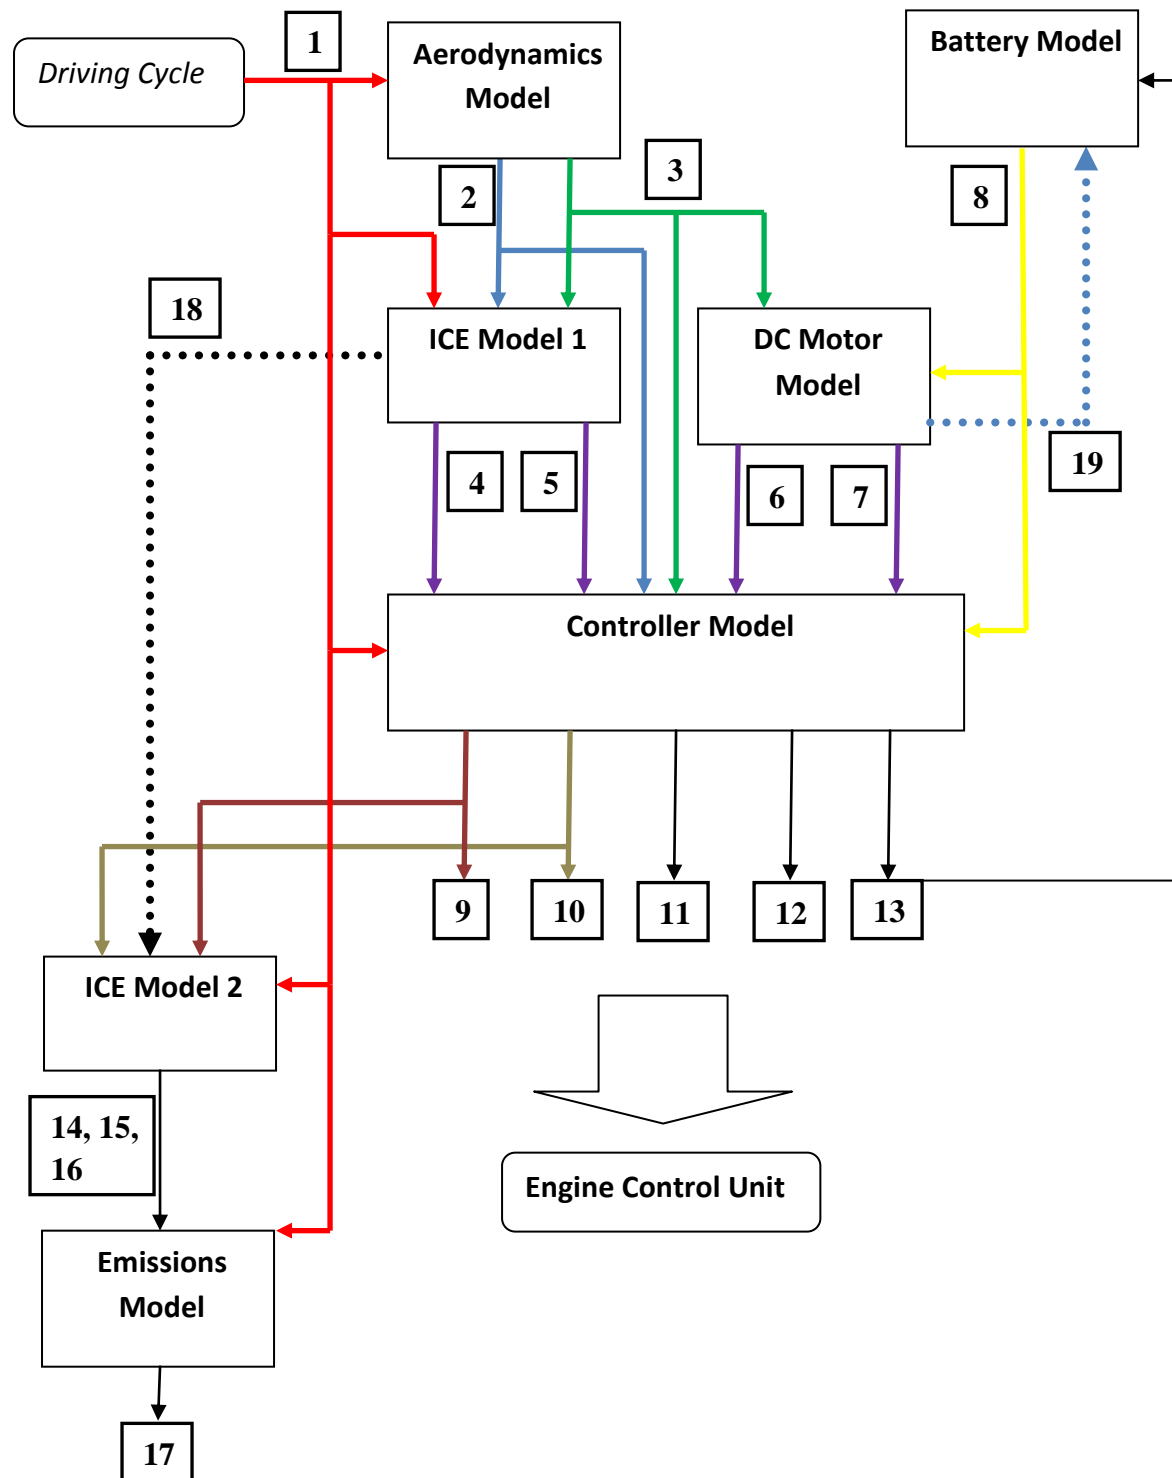 1
Driving Cycle
Aerodynamics
Model
Battery Model
2
3
8
18
ICE Model 1
DC Motor
Model
4
5
6
7
19
Controller Model
9
10
11
12
13
ICE Model 2
14, 15,
16
Engine Control Unit
Emissions
Model
17